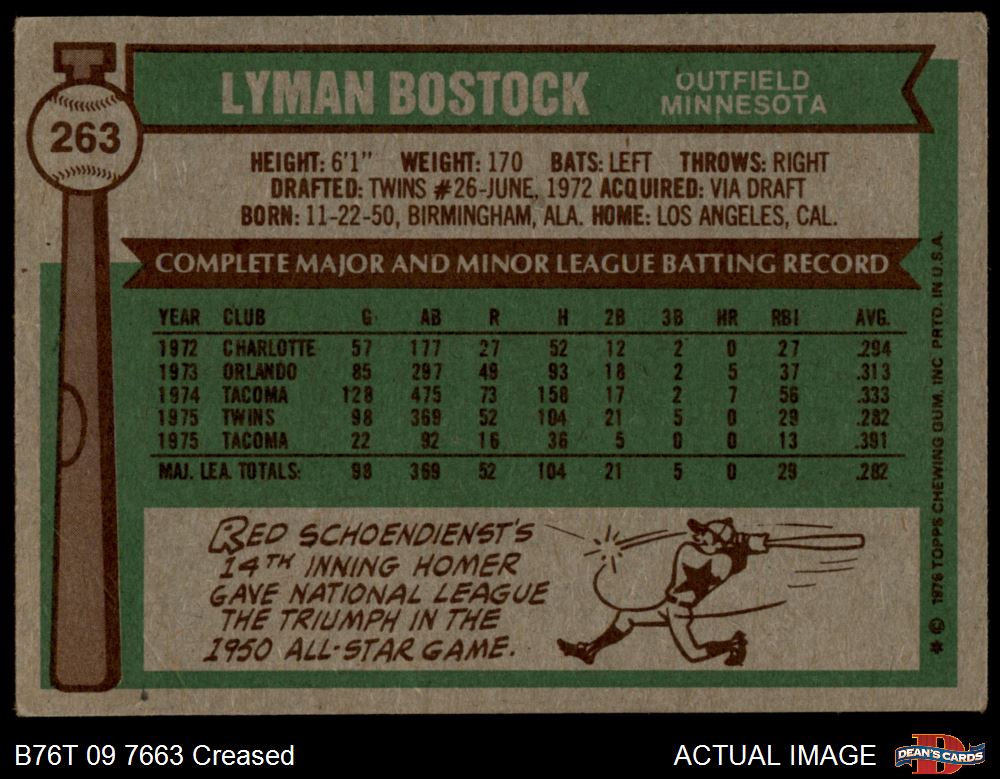 263
LYMAN BOSTOCK
OUTFIELD
MINNESOTA
HEIGHT: 6'1" WEIGHT: 170 BATS: LEFT THROWS: RIGHT
DRAFTED: TWINS #26-JUNE, 1972 ACQUIRED: VIA DRAFT
BORN: 11-22-50, BIRMINGHAM, ALA. HOME: LOS ANGELES, CAL.
COMPLETE MAJOR AND MINOR LEAGUE BATTING RECORD
YEAR CLUB G AB R H 2B 3B HR RBI AVG.
1972 CHARLOTTE 57 177 27 52 12 2 0 27 .294
1973 ORLANDO 85 297 49 93 18 2 5 37 .313
1974 TACOMA 128 475 73 158 17 2 7 56 .333
1975 TWINS 98 369 52 104 21 5 0 29 .282
1975 TACOMA 22 92 16 36 5 0 0 13 .391
MAJ. LEA. TOTALS: 98 369 52 104 21 5 0 29 .282
RED SCHOENDIENST'S
14TH INNING HOMER
GAVE NATIONAL LEAGUE
THE TRIUMPH IN THE
1950 ALL-STAR GAME.
* © 1976 TOPPS CHEWING GUM, INC PRTD. IN U.S.A.
B76T 09 7663 Creased
ACTUAL IMAGE
DEAN'S CARDS